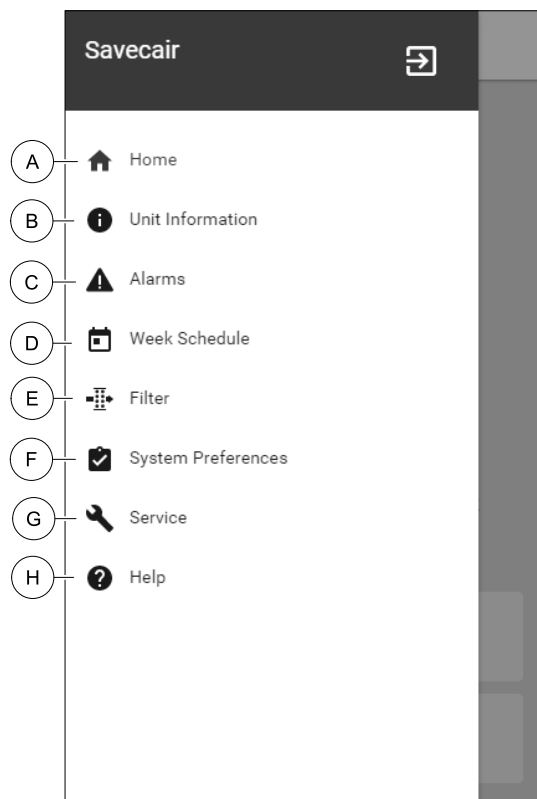 Savecair
A Home
B Unit Information
C Alarms
D Week Schedule
E Filter
F System Preferences
G Service
H Help